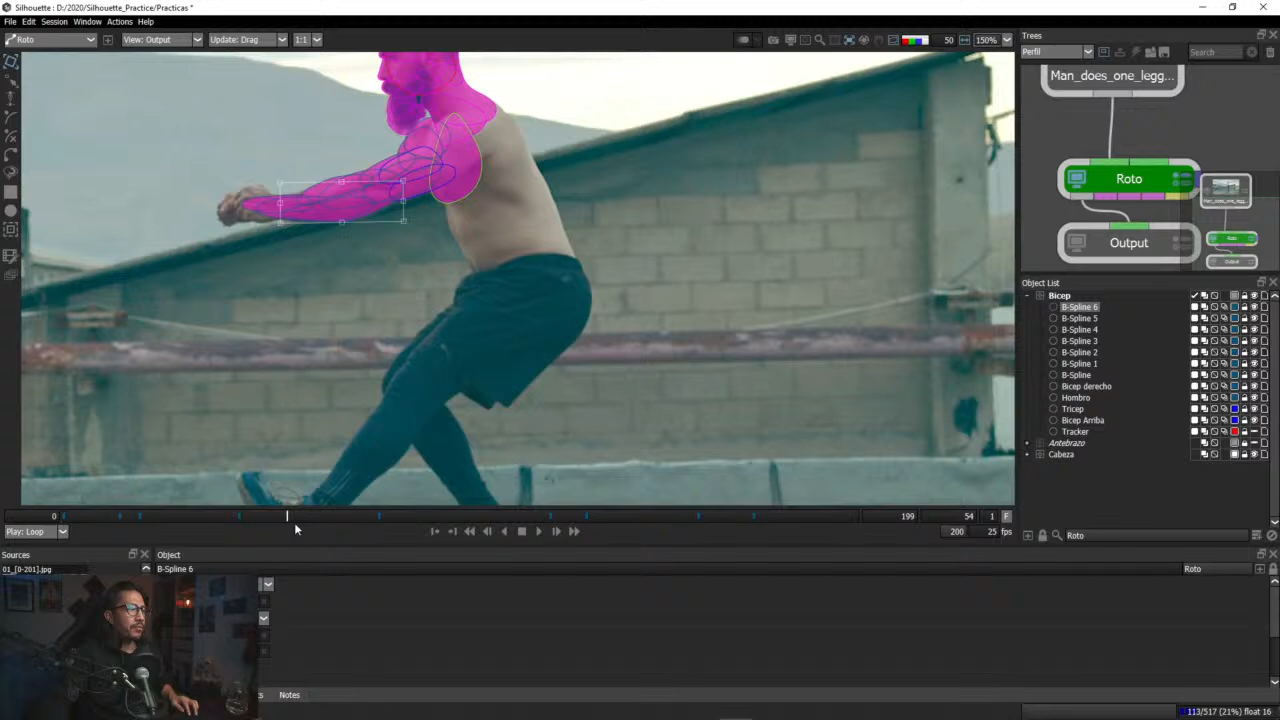 Silhouette : D:/2020/Silhouette_Practice/Practicas *
File Edit Session Window Actions Help
Roto View: Output Update: Drag 1:1 50 150%
Trees
Perfil Search
Man_does_one_legg...
Roto
Output
Object List
Bicep
B-Spline 6
B-Spline 5
B-Spline 4
B-Spline 3
B-Spline 2
B-Spline 1
B-Spline
Bicep derecho
Hombro
Tricep
Bicep Arriba
Tracker
Antebrazo
Cabeza
0 199 54 1 F
Play: Loop 200 25 fps
Roto
Sources Object
01_[0-201].jpg B-Spline 6 Roto
Notes
113/517 (21%) float 16